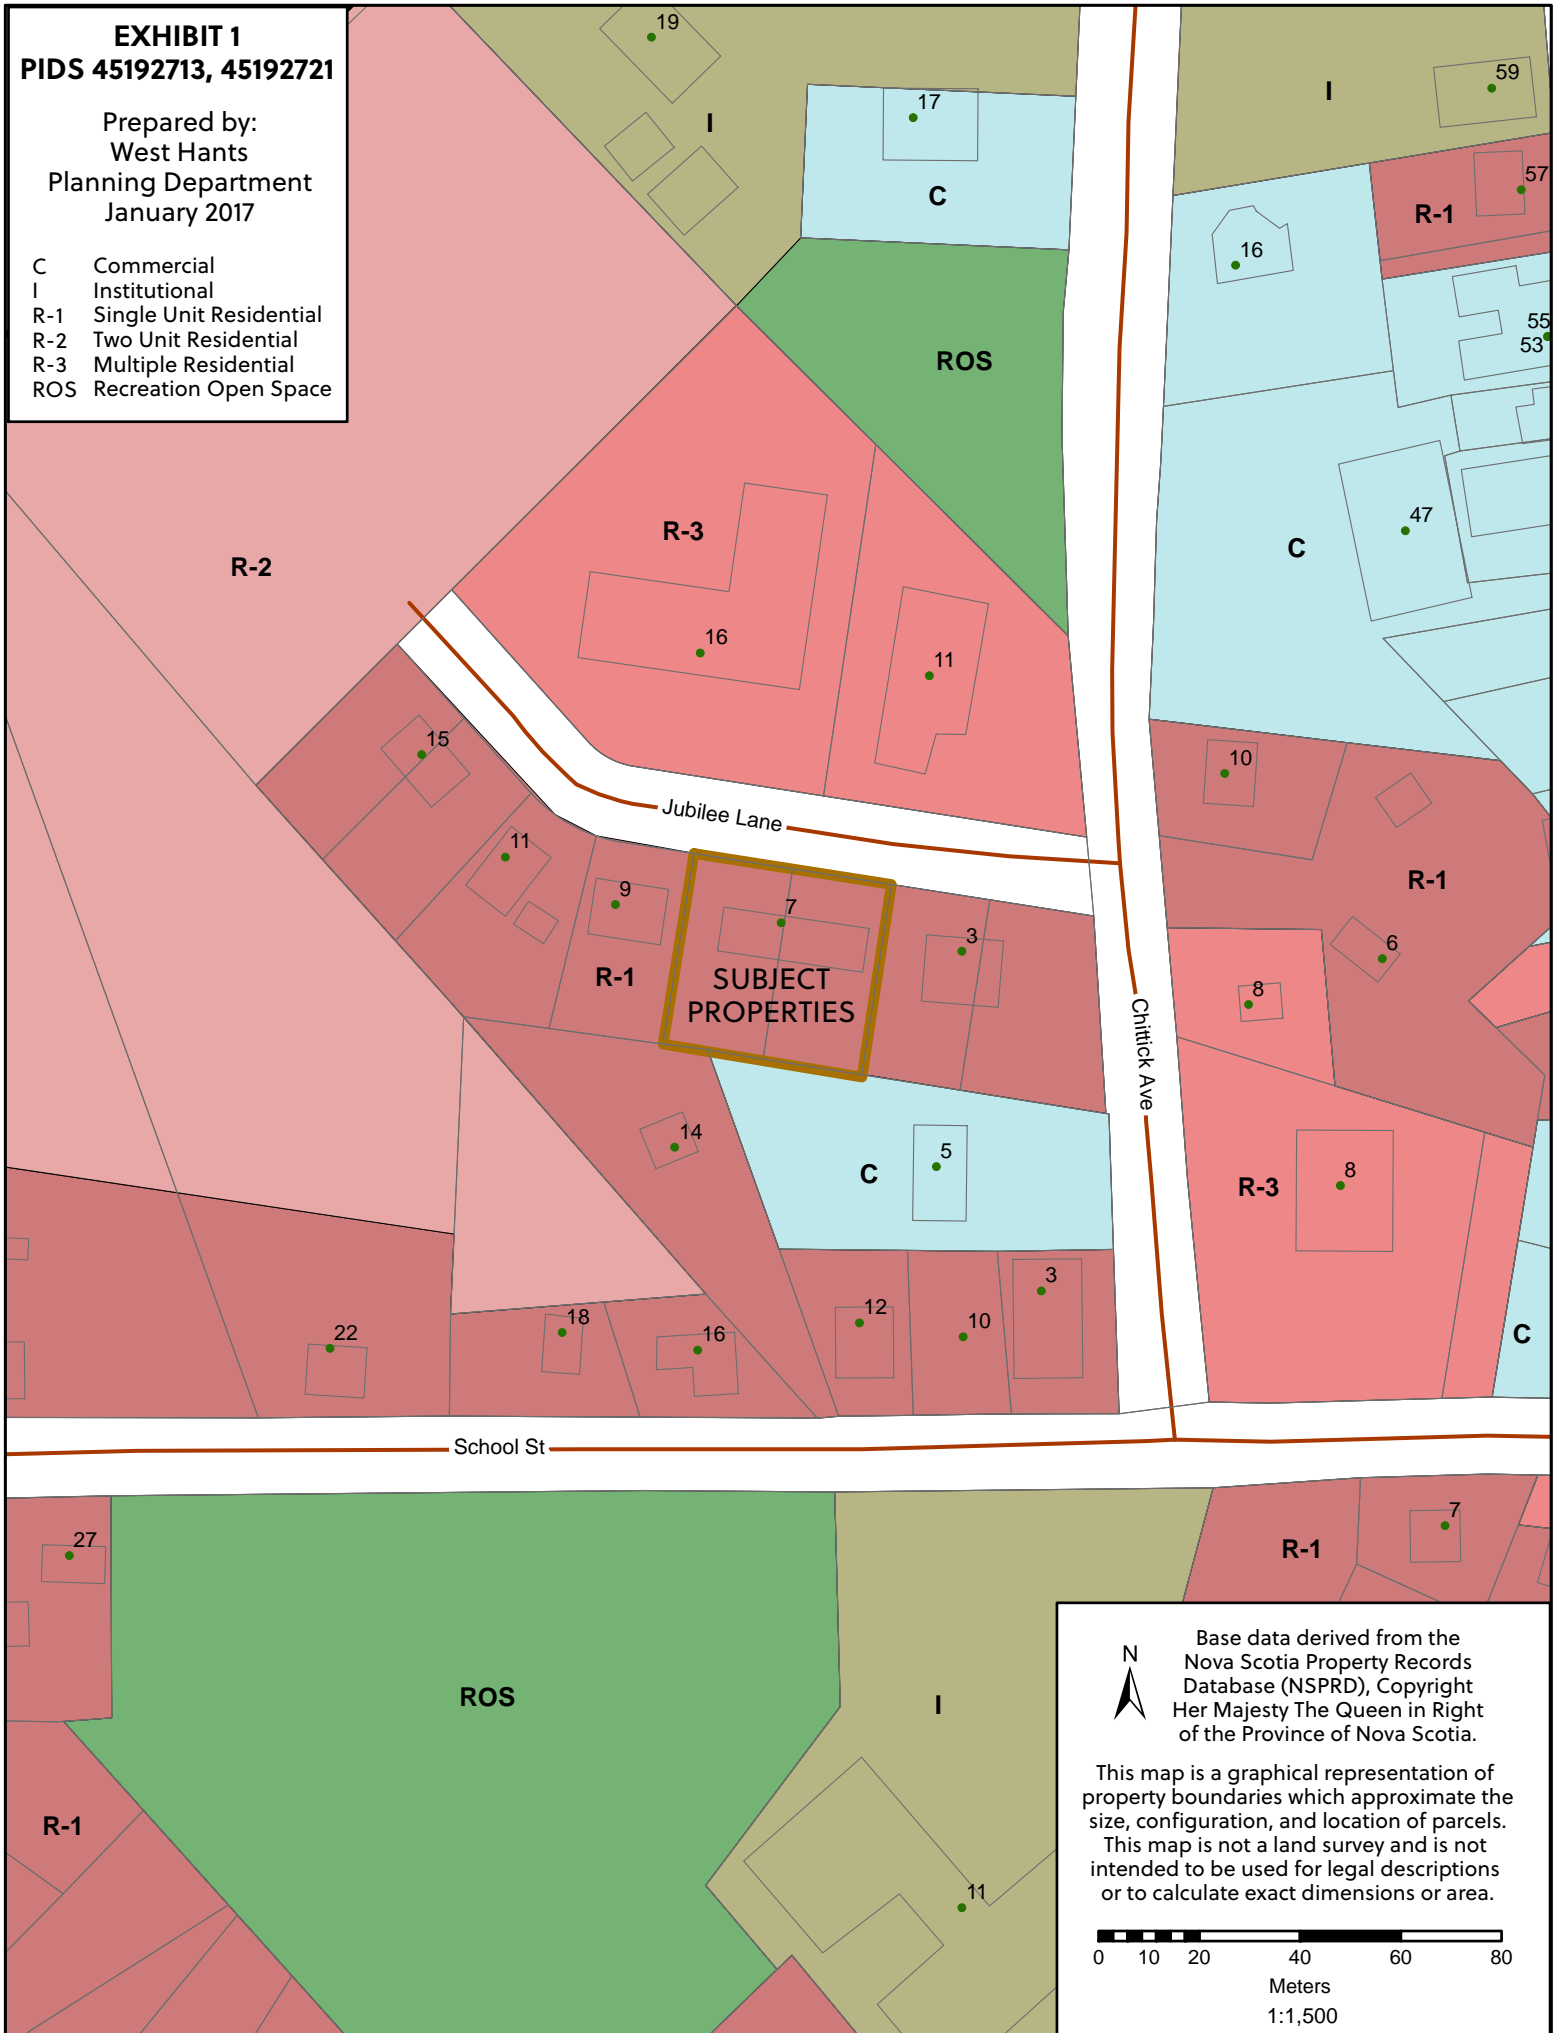 EXHIBIT 1
PIDS 45192713, 45192721
Prepared by:
West Hants
Planning Department
January 2017
C Commercial
I Institutional
R-1 Single Unit Residential
R-2 Two Unit Residential
R-3 Multiple Residential
ROS Recreation Open Space
19
I
17
C
I
59
57
R-1
16
55
53
ROS
47
C
R-3
R-2
16
11
15
10
Jubilee Lane
11
9
7
3
R-1
R-1
SUBJECT
PROPERTIES
6
8
Chittick Ave
14
5
C
R-3
8
3
12
10
18
16
22
C
School St
27
7
R-1
ROS
I
R-1
11
N
Base data derived from the
Nova Scotia Property Records
Database (NSPRD), Copyright
Her Majesty The Queen in Right
of the Province of Nova Scotia.
This map is a graphical representation of
property boundaries which approximate the
size, configuration, and location of parcels.
This map is not a land survey and is not
intended to be used for legal descriptions
or to calculate exact dimensions or area.
0 10 20 40 60 80
Meters
1:1,500